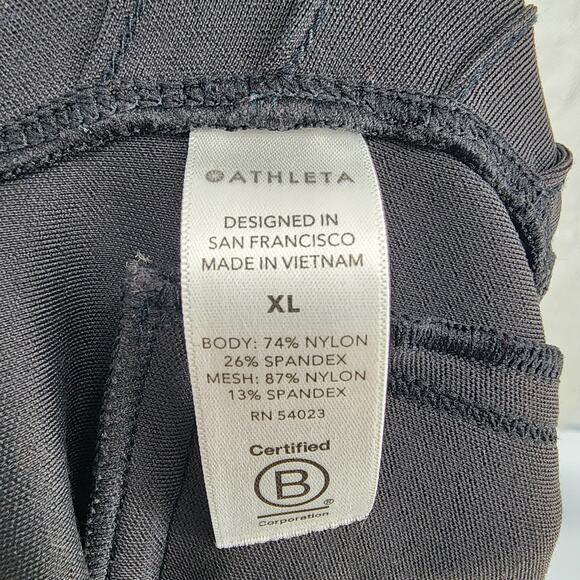 ATHLETA
DESIGNED IN
SAN FRANCISCO
MADE IN VIETNAM
XL
BODY: 74% NYLON
26% SPANDEX
MESH: 87% NYLON
13% SPANDEX
RN 54023
Certified
B
Corporation